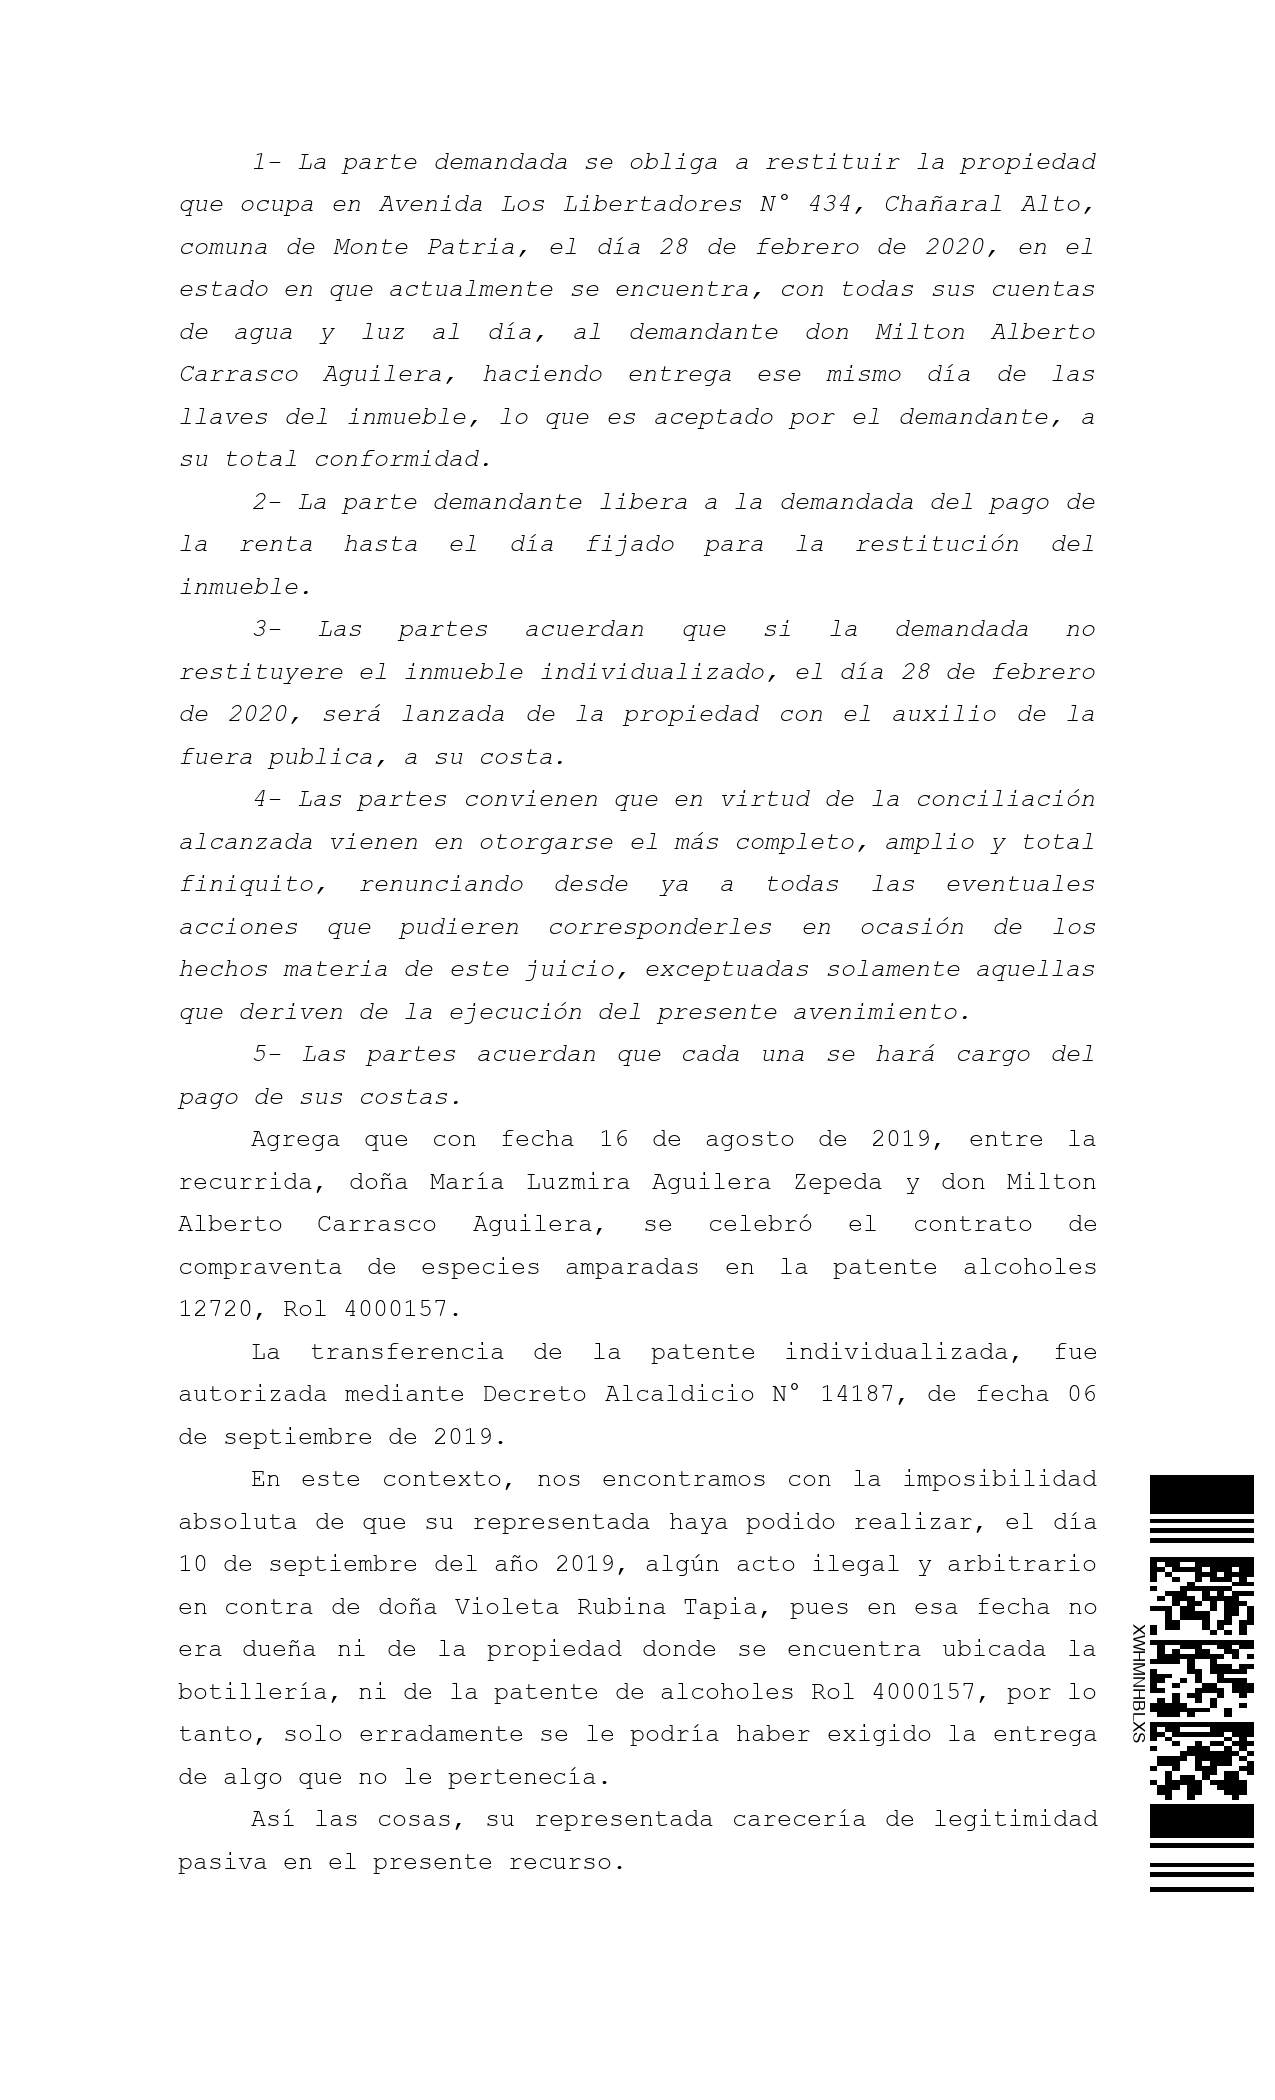 1- La parte demandada se obliga a restituir la propiedad
que ocupa en Avenida Los Libertadores N° 434, Chañaral Alto,
comuna de Monte Patria, el día 28 de febrero de 2020, en el
estado en que actualmente se encuentra, con todas sus cuentas
de agua y luz al día, al demandante don Milton Alberto
Carrasco Aguilera, haciendo entrega ese mismo día de las
llaves del inmueble, lo que es aceptado por el demandante, a
su total conformidad.
2- La parte demandante libera a la demandada del pago de
la renta hasta el día fijado para la restitución del
inmueble.
3- Las partes acuerdan que si la demandada no
restituyere el inmueble individualizado, el día 28 de febrero
de 2020, será lanzada de la propiedad con el auxilio de la
fuera publica, a su costa.
4- Las partes convienen que en virtud de la conciliación
alcanzada vienen en otorgarse el más completo, amplio y total
finiquito, renunciando desde ya a todas las eventuales
acciones que pudieren corresponderles en ocasión de los
hechos materia de este juicio, exceptuadas solamente aquellas
que deriven de la ejecución del presente avenimiento.
5- Las partes acuerdan que cada una se hará cargo del
pago de sus costas.
Agrega que con fecha 16 de agosto de 2019, entre la
recurrida, doña María Luzmira Aguilera Zepeda y don Milton
Alberto Carrasco Aguilera, se celebró el contrato de
compraventa de especies amparadas en la patente alcoholes
12720, Rol 4000157.
La transferencia de la patente individualizada, fue
autorizada mediante Decreto Alcaldicio N° 14187, de fecha 06
de septiembre de 2019.
En este contexto, nos encontramos con la imposibilidad
absoluta de que su representada haya podido realizar, el día
10 de septiembre del año 2019, algún acto ilegal y arbitrario
en contra de doña Violeta Rubina Tapia, pues en esa fecha no
era dueña ni de la propiedad donde se encuentra ubicada la
botillería, ni de la patente de alcoholes Rol 4000157, por lo
tanto, solo erradamente se le podría haber exigido la entrega
de algo que no le pertenecía.
Así las cosas, su representada carecería de legitimidad
pasiva en el presente recurso.
XWHMNHBLXS